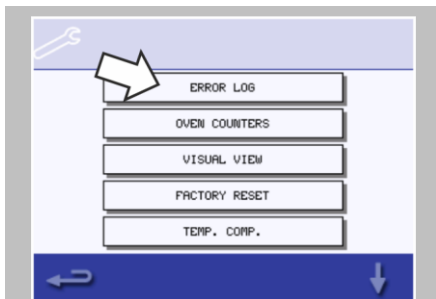 ERROR LOG
OVEN COUNTERS
VISUAL VIEW
FACTORY RESET
TEMP. COMP.